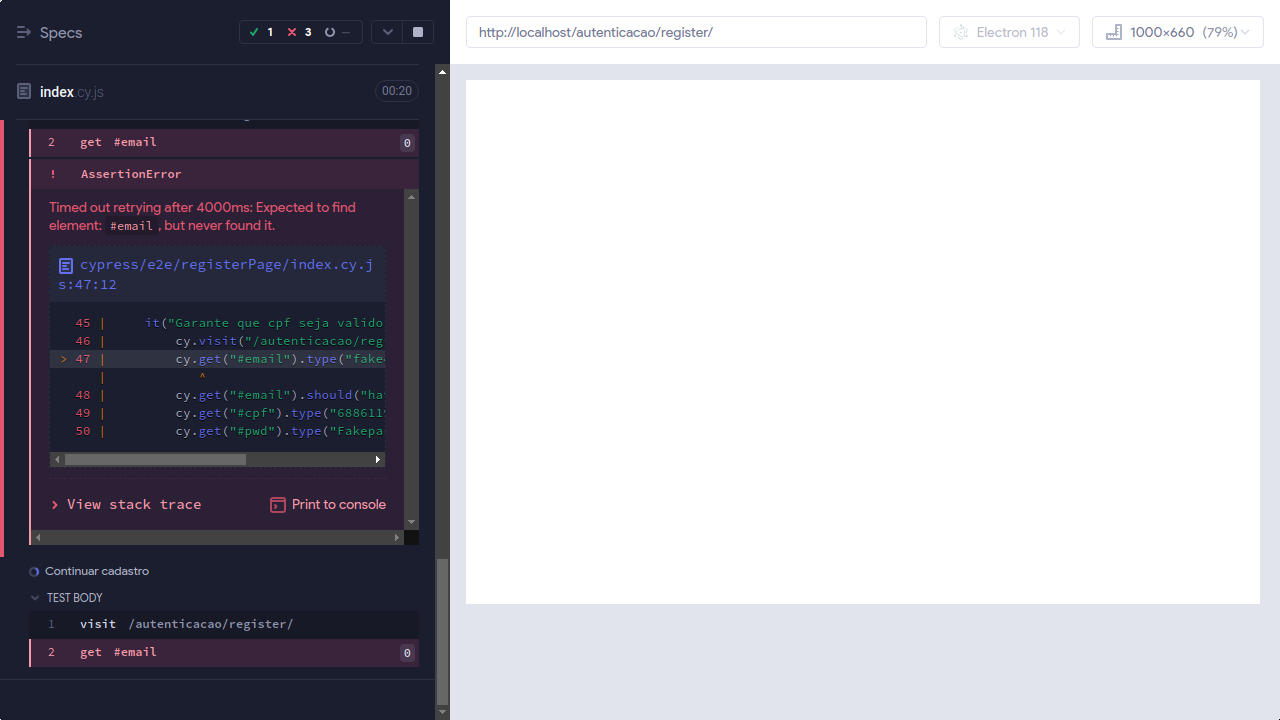 Specs
1 3 --
http://localhost/autenticacao/register/
Electron 118
1000×660 (79%)
index.cy.js
00:20
2 get #email 0
! AssertionError
Timed out retrying after 4000ms: Expected to find
element: #email, but never found it.
cypress/e2e/registerPage/index.cy.j
s:47:12
45 | it("Garante que cpf seja valido
46 | cy.visit("/autenticacao/reg
> 47 | cy.get("#email").type("fake
| ^
48 | cy.get("#email").should("ha
49 | cy.get("#cpf").type("688611
50 | cy.get("#pwd").type("Fakepa
View stack trace
Print to console
Continuar cadastro
TEST BODY
1 visit /autenticacao/register/
2 get #email 0